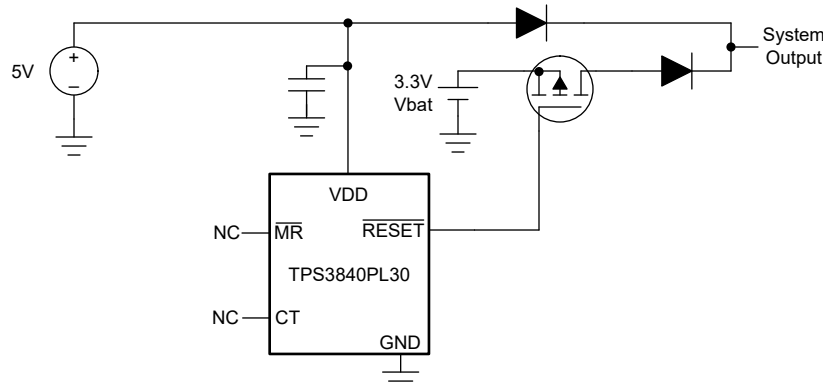 System
Output
5V
+
−
3.3V
Vbat
VDD
NC
MR
RESET
TPS3840PL30
NC
CT
GND